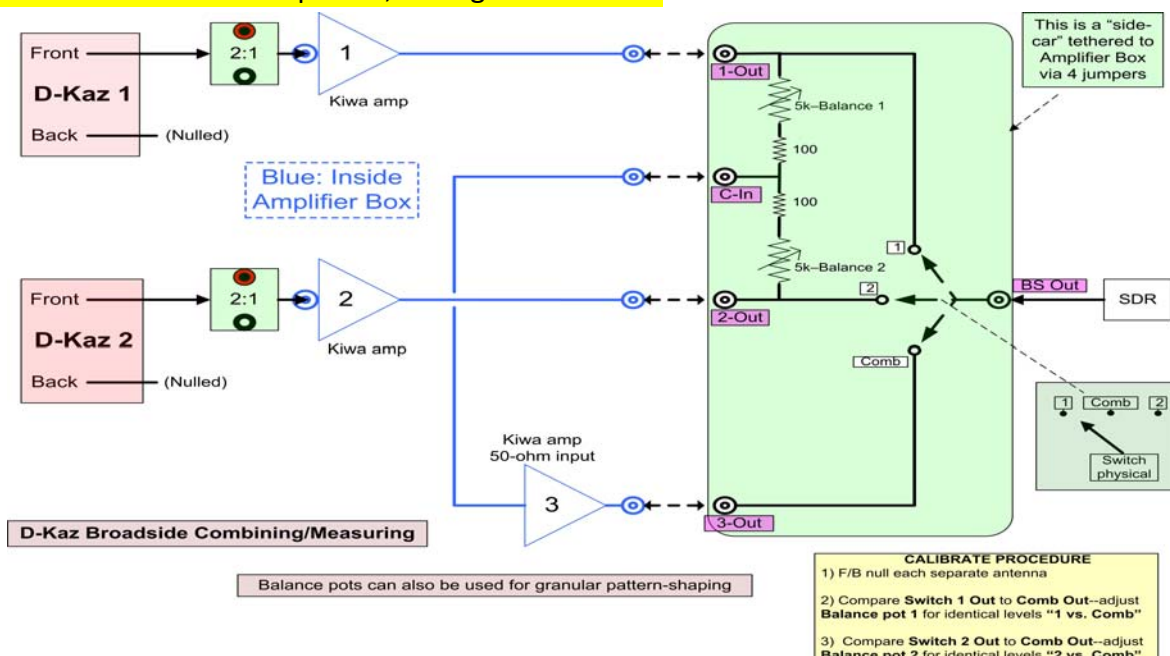 Front
2:1
1
D-Kaz 1
Kiwa amp
Back
(Nulled)
Blue: Inside
Amplifier Box
1-Out
5k–Balance 1
100
C-In
100
5k–Balance 2
2-Out
1
2
Comb
BS Out
SDR
This is a “side-
car” tethered to
Amplifier Box
via 4 jumpers
Front
2:1
2
D-Kaz 2
Kiwa amp
Back
(Nulled)
1
Comb
2
Switch
physical
Kiwa amp
50-ohm input
3
3-Out
D-Kaz Broadside Combining/Measuring
Balance pots can also be used for granular pattern-shaping
CALIBRATE PROCEDURE
1) F/B null each separate antenna
2) Compare Switch 1 Out to Comb Out--adjust
Balance pot 1 for identical levels “1 vs. Comb”
3) Compare Switch 2 Out to Comb Out--adjust
Balance pot 2 for identical levels “2 vs. Comb”